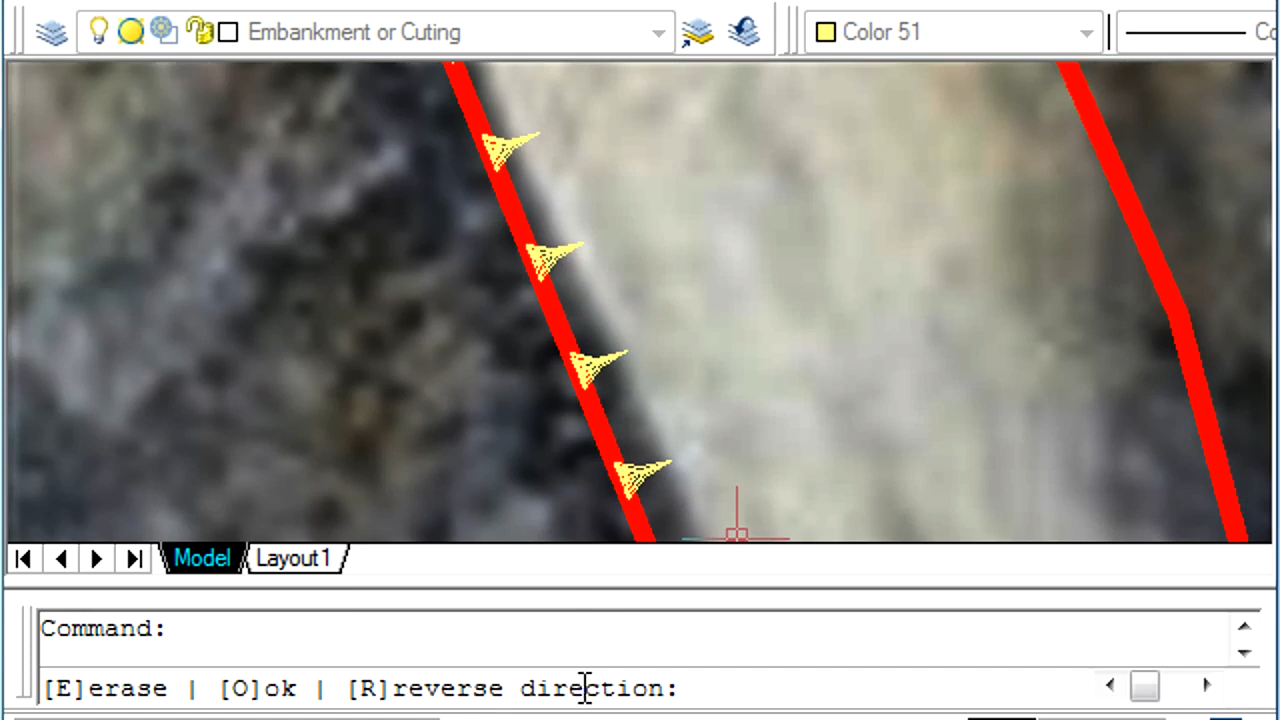 Embankment or Cuting
Color 51
Model
Layout1
Command:
[E]erase | [O]ok | [R]reverse direction: